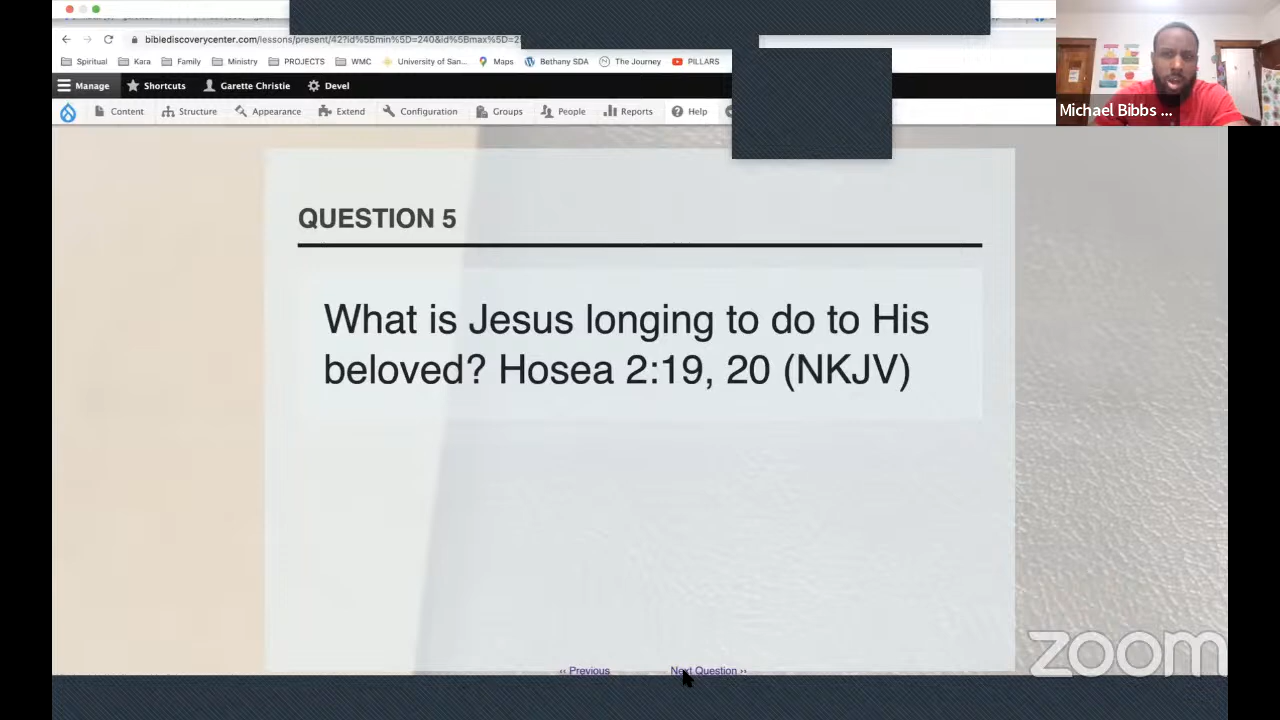 biblediscoverycenter.com/lessons/present/42?id%5Bmin%5D=240&id%5Bmax%5D=2
Spiritual Kara Family Ministry PROJECTS WMC University of San... Maps Bethany SDA The Journey PILLARS
Manage Shortcuts Garette Christie Devel
Content Structure Appearance Extend Configuration Groups People Reports Help
Michael Bibbs ...
QUESTION 5
What is Jesus longing to do to His
beloved? Hosea 2:19, 20 (NKJV)
‹‹ Previous Next Question ››
zoom